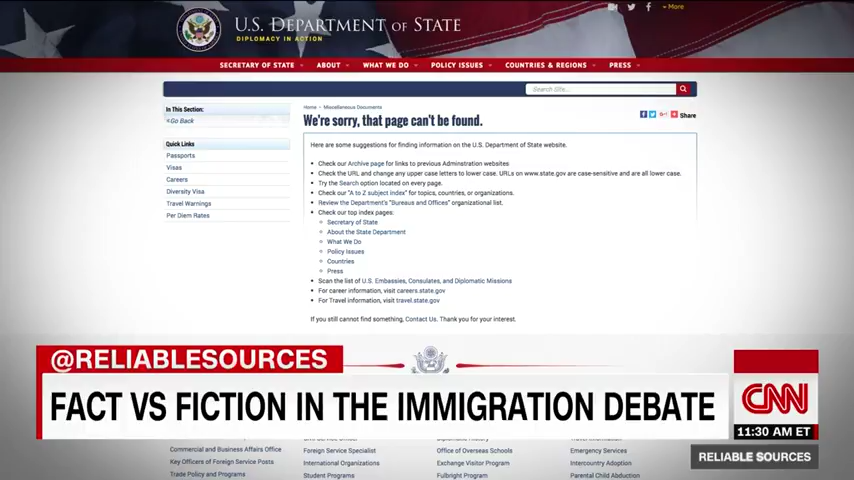 More
U.S. DEPARTMENT OF STATE
DIPLOMACY IN ACTION
SECRETARY OF STATE ABOUT WHAT WE DO POLICY ISSUES COUNTRIES & REGIONS PRESS
Search Site...
In This Section:
<Go Back
Quick Links
Passports
Visas
Careers
Diversity Visa
Travel Warnings
Per Diem Rates
Home > Miscellaneous Documents
We're sorry, that page can't be found.
Share
Here are some suggestions for finding information on the U.S. Department of State website.
• Check our Archive page for links to previous Adminstration websites
• Check the URL and change any upper case letters to lower case. URLs on www.state.gov are case-sensitive and are all lower case.
• Try the Search option located on every page.
• Check our "A to Z subject index" for topics, countries, or organizations.
• Review the Department's "Bureaus and Offices" organizational list.
• Check our top index pages:
Secretary of State
About the State Department
What We Do
Policy Issues
Countries
Press
• Scan the list of U.S. Embassies, Consulates, and Diplomatic Missions
• For career information, visit careers.state.gov
• For Travel information, visit travel.state.gov
If you still cannot find something, Contact Us. Thank you for your interest.
@RELIABLESOURCES
FACT VS FICTION IN THE IMMIGRATION DEBATE
CNN
11:30 AM ET
RELIABLE SOURCES
Commercial and Business Affairs Office
Key Officers of Foreign Service Posts
Trade Policy and Programs
Foreign Service Specialist
International Organizations
Student Programs
Office of Overseas Schools
Exchange Visitor Program
Fulbright Program
Emergency Services
Intercountry Adoption
Parental Child Abduction